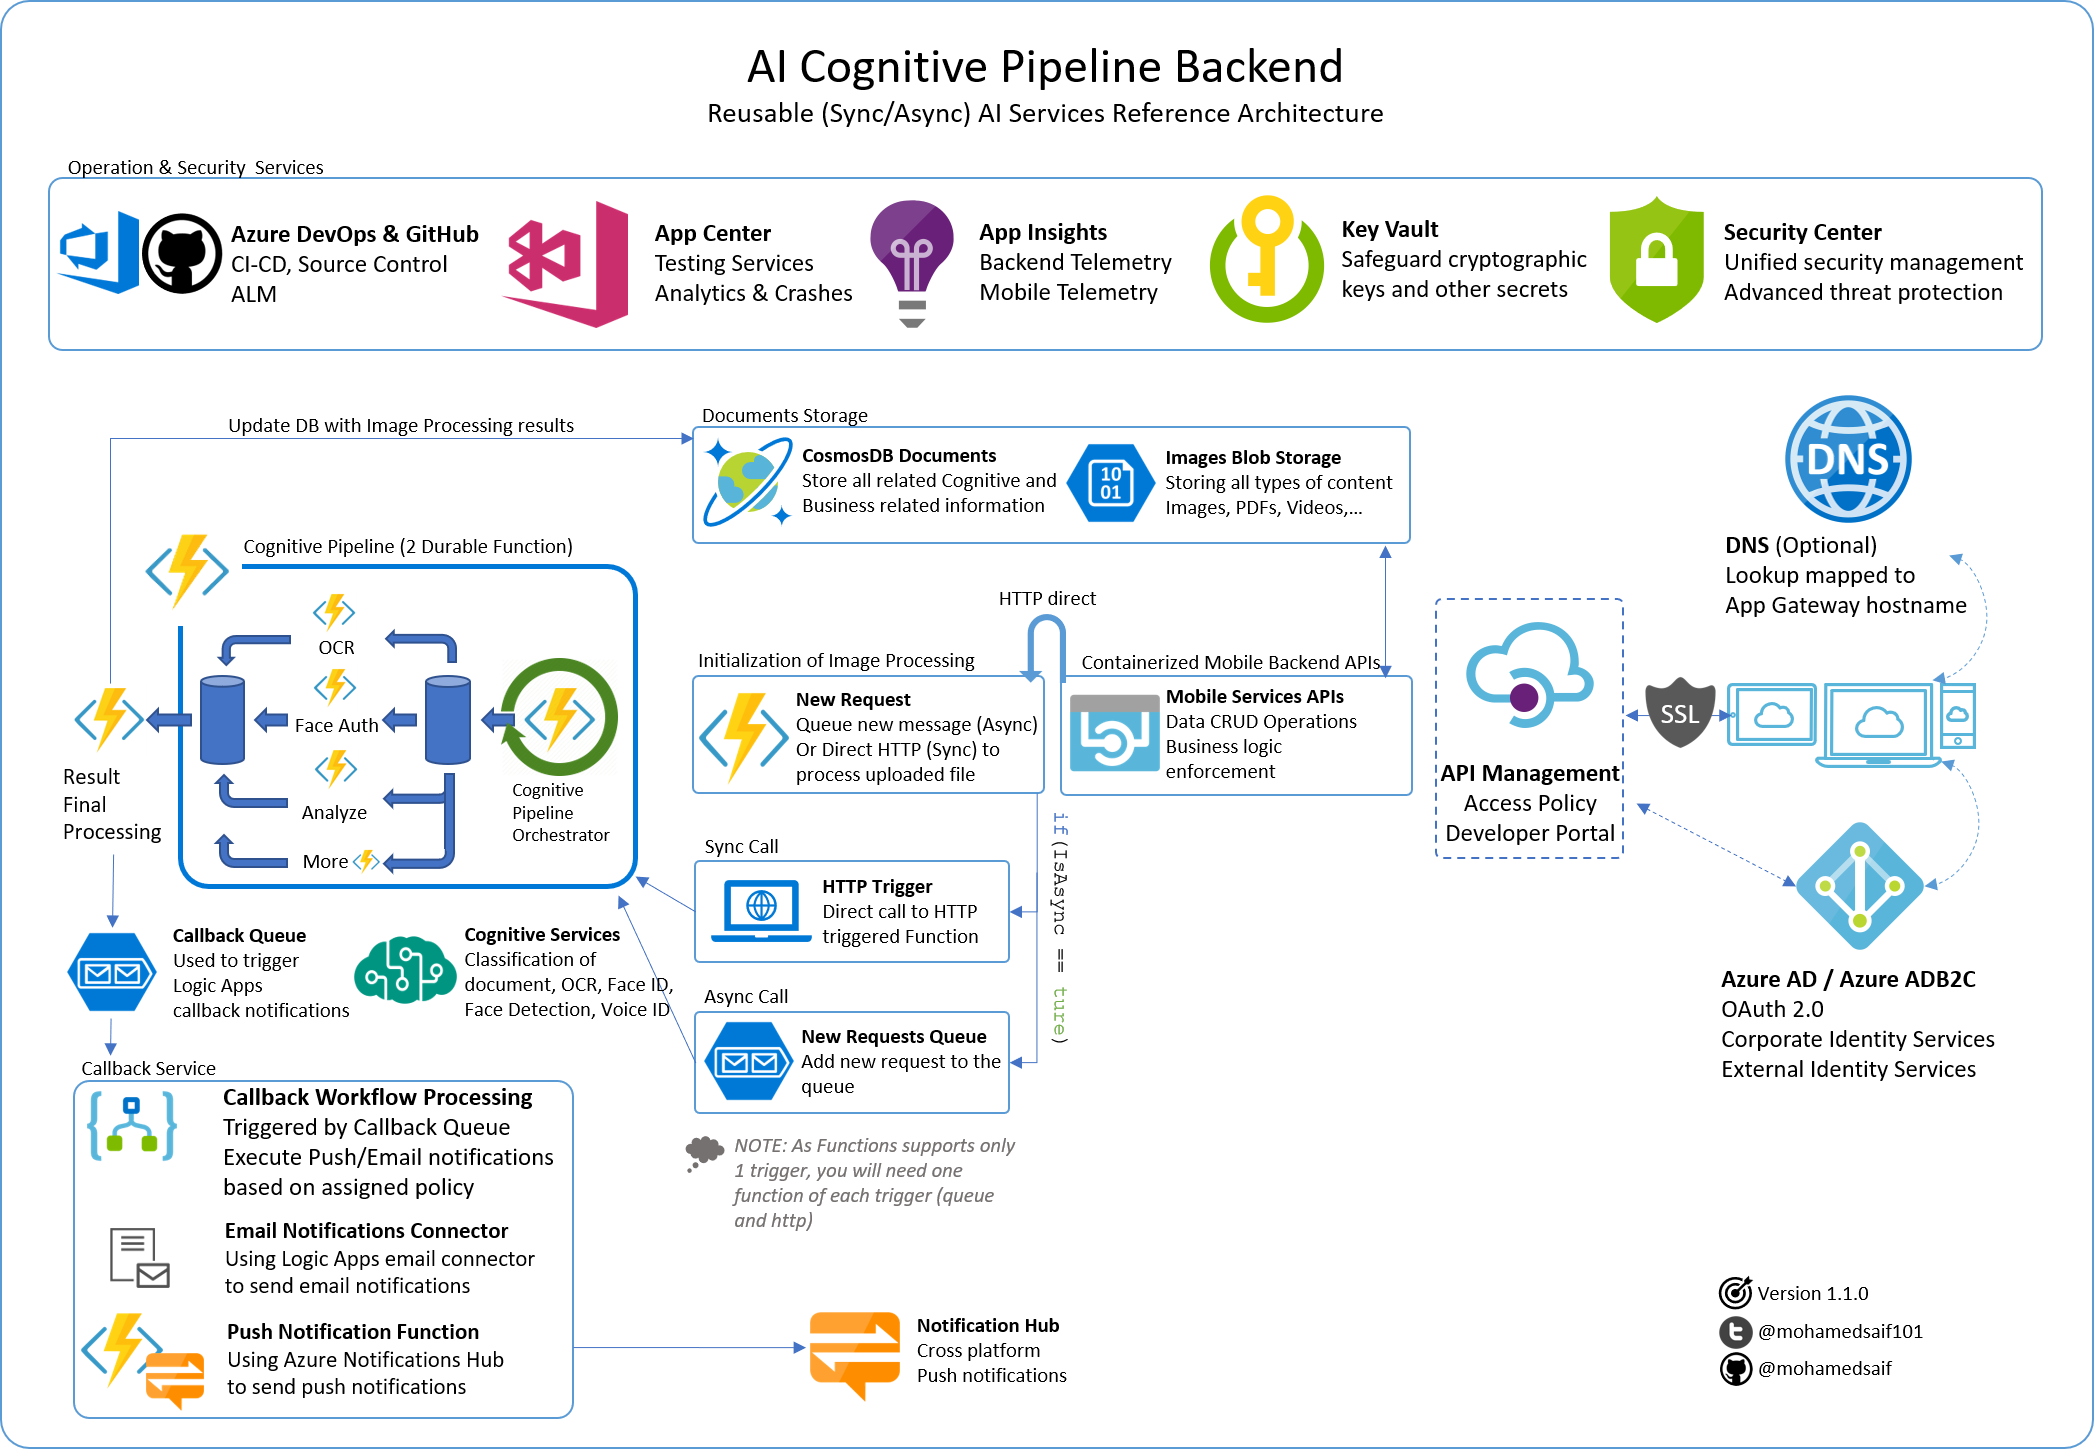 AI Cognitive Pipeline Backend
Reusable (Sync/Async) AI Services Reference Architecture
Operation & Security Services
Azure DevOps & GitHub
CI-CD, Source Control
ALM
App Center
Testing Services
Analytics & Crashes
App Insights
Backend Telemetry
Mobile Telemetry
Key Vault
Safeguard cryptographic
keys and other secrets
Security Center
Unified security management
Advanced threat protection
Update DB with Image Processing results
Documents Storage
CosmosDB Documents
Store all related Cognitive and
Business related information
10
01
Images Blob Storage
Storing all types of content
Images, PDFs, Videos,...
DNS
DNS (Optional)
Lookup mapped to
App Gateway hostname
Cognitive Pipeline (2 Durable Function)
OCR
Face Auth
Analyze
More
Cognitive
Pipeline
Orchestrator
Result
Final
Processing
HTTP direct
Initialization of Image Processing
New Request
Queue new message (Async)
Or Direct HTTP (Sync) to
process uploaded file
Containerized Mobile Backend APIs
Mobile Services APIs
Data CRUD Operations
Business logic
enforcement
API Management
Access Policy
Developer Portal
SSL
Sync Call
HTTP Trigger
Direct call to HTTP
triggered Function
if(IsAsync == ture)
Async Call
New Requests Queue
Add new request to the
queue
NOTE: As Functions supports only
1 trigger, you will need one
function of each trigger (queue
and http)
Azure AD / Azure ADB2C
OAuth 2.0
Corporate Identity Services
External Identity Services
Callback Queue
Used to trigger
Logic Apps
callback notifications
Cognitive Services
Classification of
document, OCR, Face ID,
Face Detection, Voice ID
Callback Service
Callback Workflow Processing
Triggered by Callback Queue
Execute Push/Email notifications
based on assigned policy
Email Notifications Connector
Using Logic Apps email connector
to send email notifications
Push Notification Function
Using Azure Notifications Hub
to send push notifications
Notification Hub
Cross platform
Push notifications
Version 1.1.0
@mohamedsaif101
@mohamedsaif